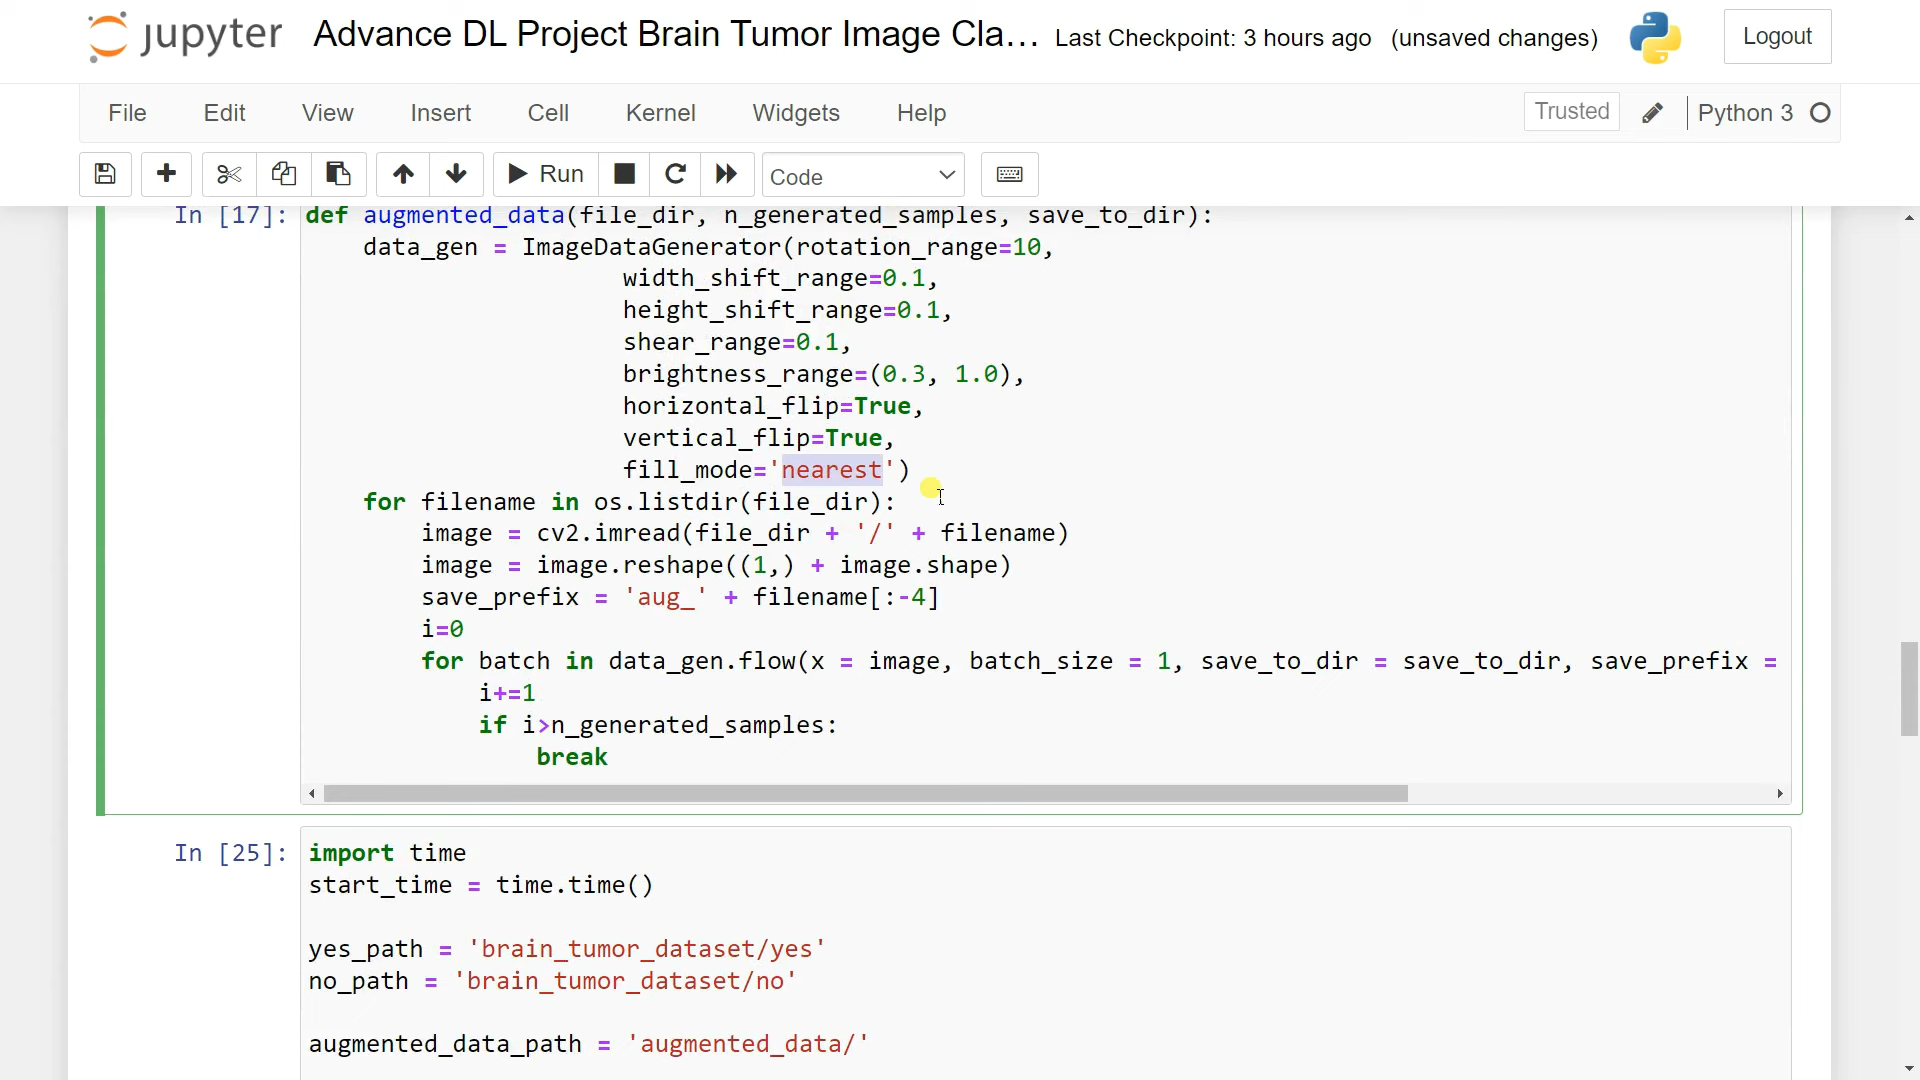 jupyter Advance DL Project Brain Tumor Image Cla... Last Checkpoint: 3 hours ago (unsaved changes) Logout
File Edit View Insert Cell Kernel Widgets Help Trusted Python 3
Run Code
In [17]: def augmented_data(file_dir, n_generated_samples, save_to_dir):
    data_gen = ImageDataGenerator(rotation_range=10,
                      width_shift_range=0.1,
                      height_shift_range=0.1,
                      shear_range=0.1,
                      brightness_range=(0.3, 1.0),
                      horizontal_flip=True,
                      vertical_flip=True,
                      fill_mode='nearest')
    for filename in os.listdir(file_dir):
        image = cv2.imread(file_dir + '/' + filename)
        image = image.reshape((1,) + image.shape)
        save_prefix = 'aug_' + filename[:-4]
        i=0
        for batch in data_gen.flow(x = image, batch_size = 1, save_to_dir = save_to_dir, save_prefix =
            i+=1
            if i>n_generated_samples:
                break
In [25]: import time
start_time = time.time()
yes_path = 'brain_tumor_dataset/yes'
no_path = 'brain_tumor_dataset/no'
augmented_data_path = 'augmented_data/'